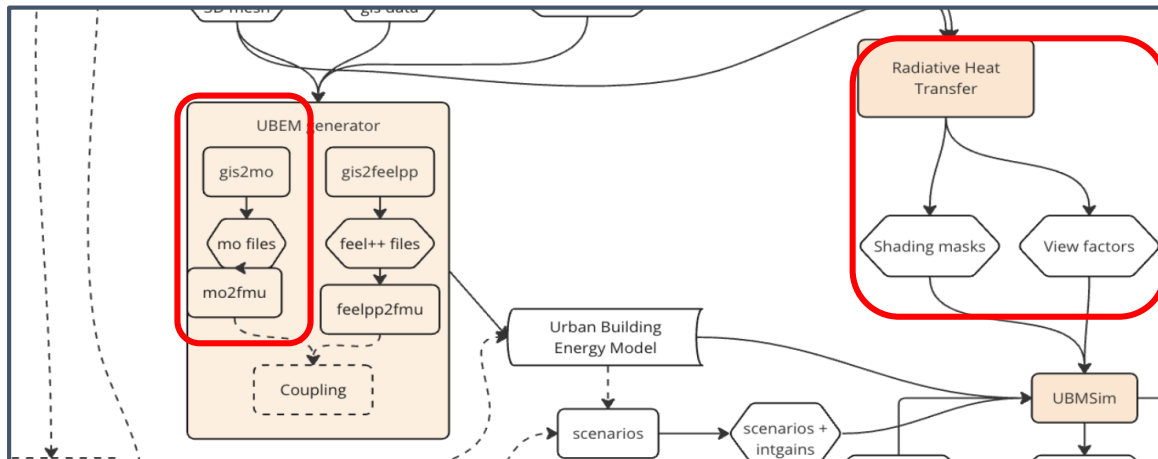 3D mesh
gis data
Radiative Heat
Transfer
UBEM generator
gis2mo
gis2feelpp
mo files
feel++ files
Shading masks
View factors
mo2fmu
feelpp2fmu
Urban Building
Energy Model
Coupling
UBMSim
scenarios
scenarios +
intgains